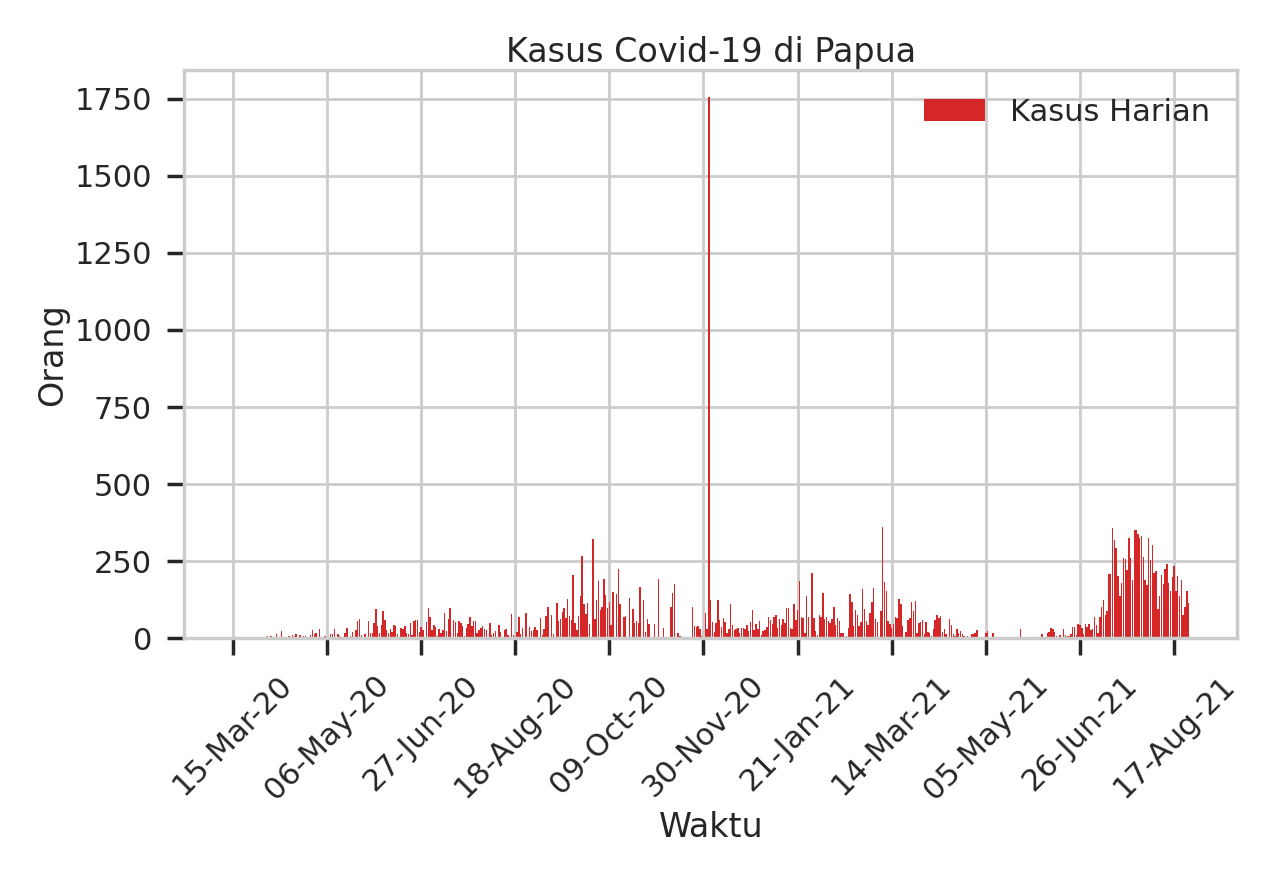 Kasus Covid-19 di Papua
Kasus Harian
Orang
1750
1500
1250
1000
750
500
250
0
15-Mar-20
06-May-20
27-Jun-20
18-Aug-20
09-Oct-20
30-Nov-20
21-Jan-21
14-Mar-21
05-May-21
26-Jun-21
17-Aug-21
Waktu